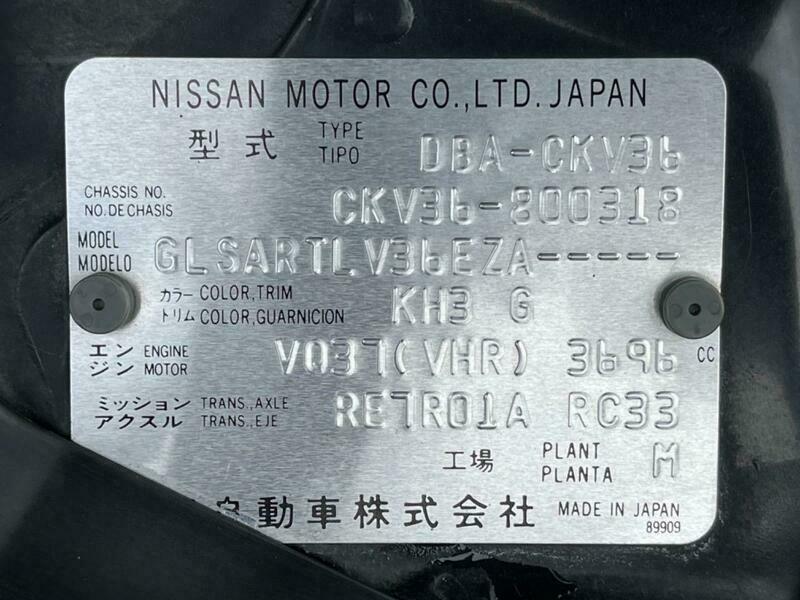 NISSAN MOTOR CO.,LTD. JAPAN
型式 TYPE TIPO DBA-CKV36
CHASSIS NO. NO. DE CHASIS CKV36-800318
MODEL MODELO GLSARTLV36EZA-----
カラー COLOR,TRIM トリム COLOR,GUARNICION KH3 G
エンジン ENGINE MOTOR VQ37(VHR) 3696 CC
ミッション TRANS.,AXLE アクスル TRANS.,EJE RE7R01A RC33
工場 PLANT PLANTA M
自動車株式会社 MADE IN JAPAN
89909